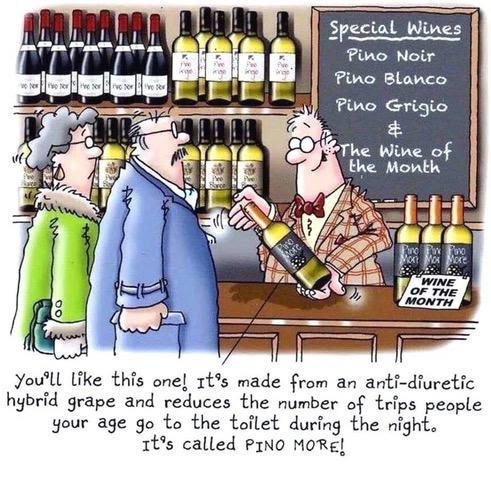 Special Wines
Pino Noir
Pino Blanco
Pino Grigio
&
The Wine of
the Month
Pino
More
Pino
More
Pino
More
WINE
OF THE
MONTH
You'll like this one! It's made from an anti-diuretic
hybrid grape and reduces the number of trips people
your age go to the toilet during the night.
It's called PINO MORE!